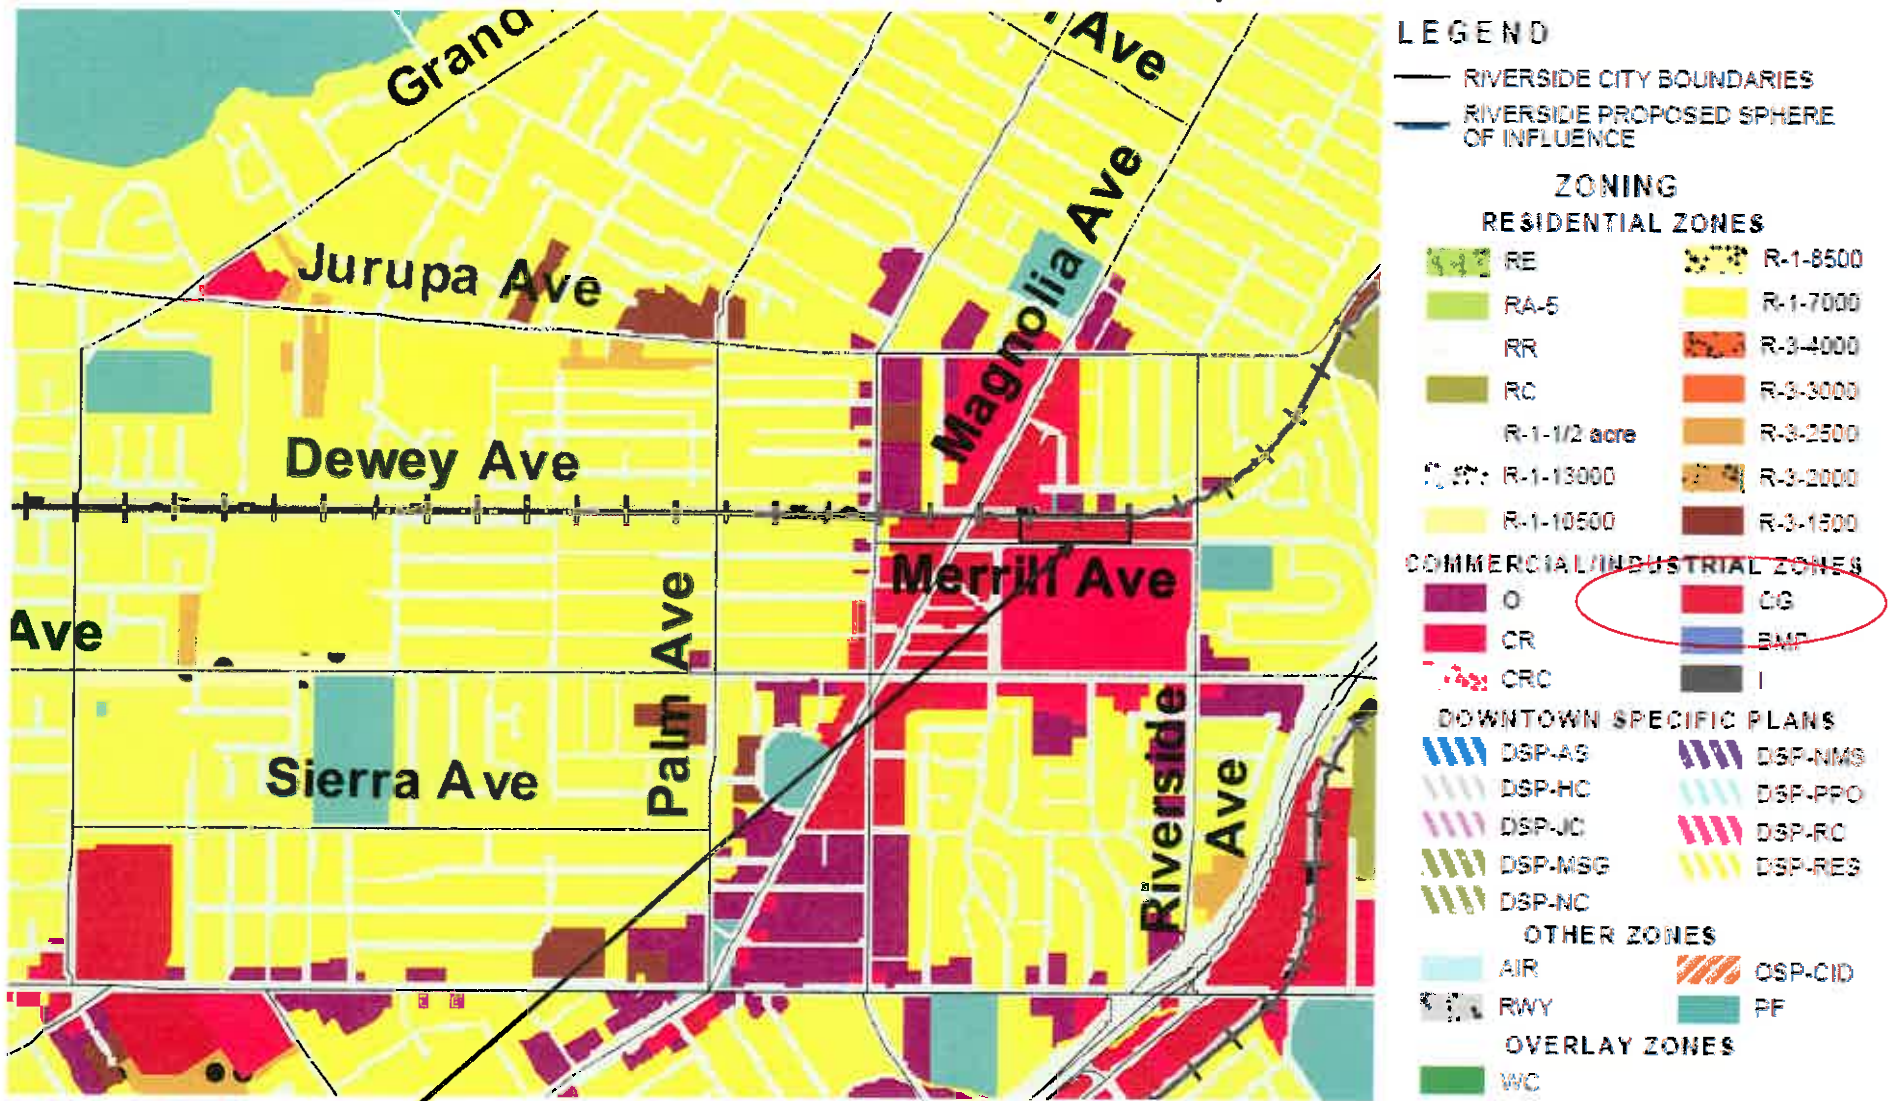 Grand
Ave
Magnolia Ave
Jurupa Ave
Dewey Ave
Merrill Ave
Ave
Palm Ave
Sierra Ave
Riverside
Ave
LEGEND
RIVERSIDE CITY BOUNDARIES
RIVERSIDE PROPOSED SPHERE
OF INFLUENCE
ZONING
RESIDENTIAL ZONES
RE
RA-5
RR
RC
R-1-1/2 acre
R-1-13000
R-1-10500
R-1-8500
R-1-7000
R-3-4000
R-3-3000
R-3-2500
R-3-2000
R-3-1500
COMMERCIAL/INDUSTRIAL ZONES
O
CR
CRC
CG
BMP
I
DOWNTOWN SPECIFIC PLANS
DSP-AS
DSP-HC
DSP-JC
DSP-MSG
DSP-NC
DSP-NMS
DSP-PPO
DSP-RC
DSP-RES
OTHER ZONES
AIR
RWY
OSP-CID
PF
OVERLAY ZONES
WC